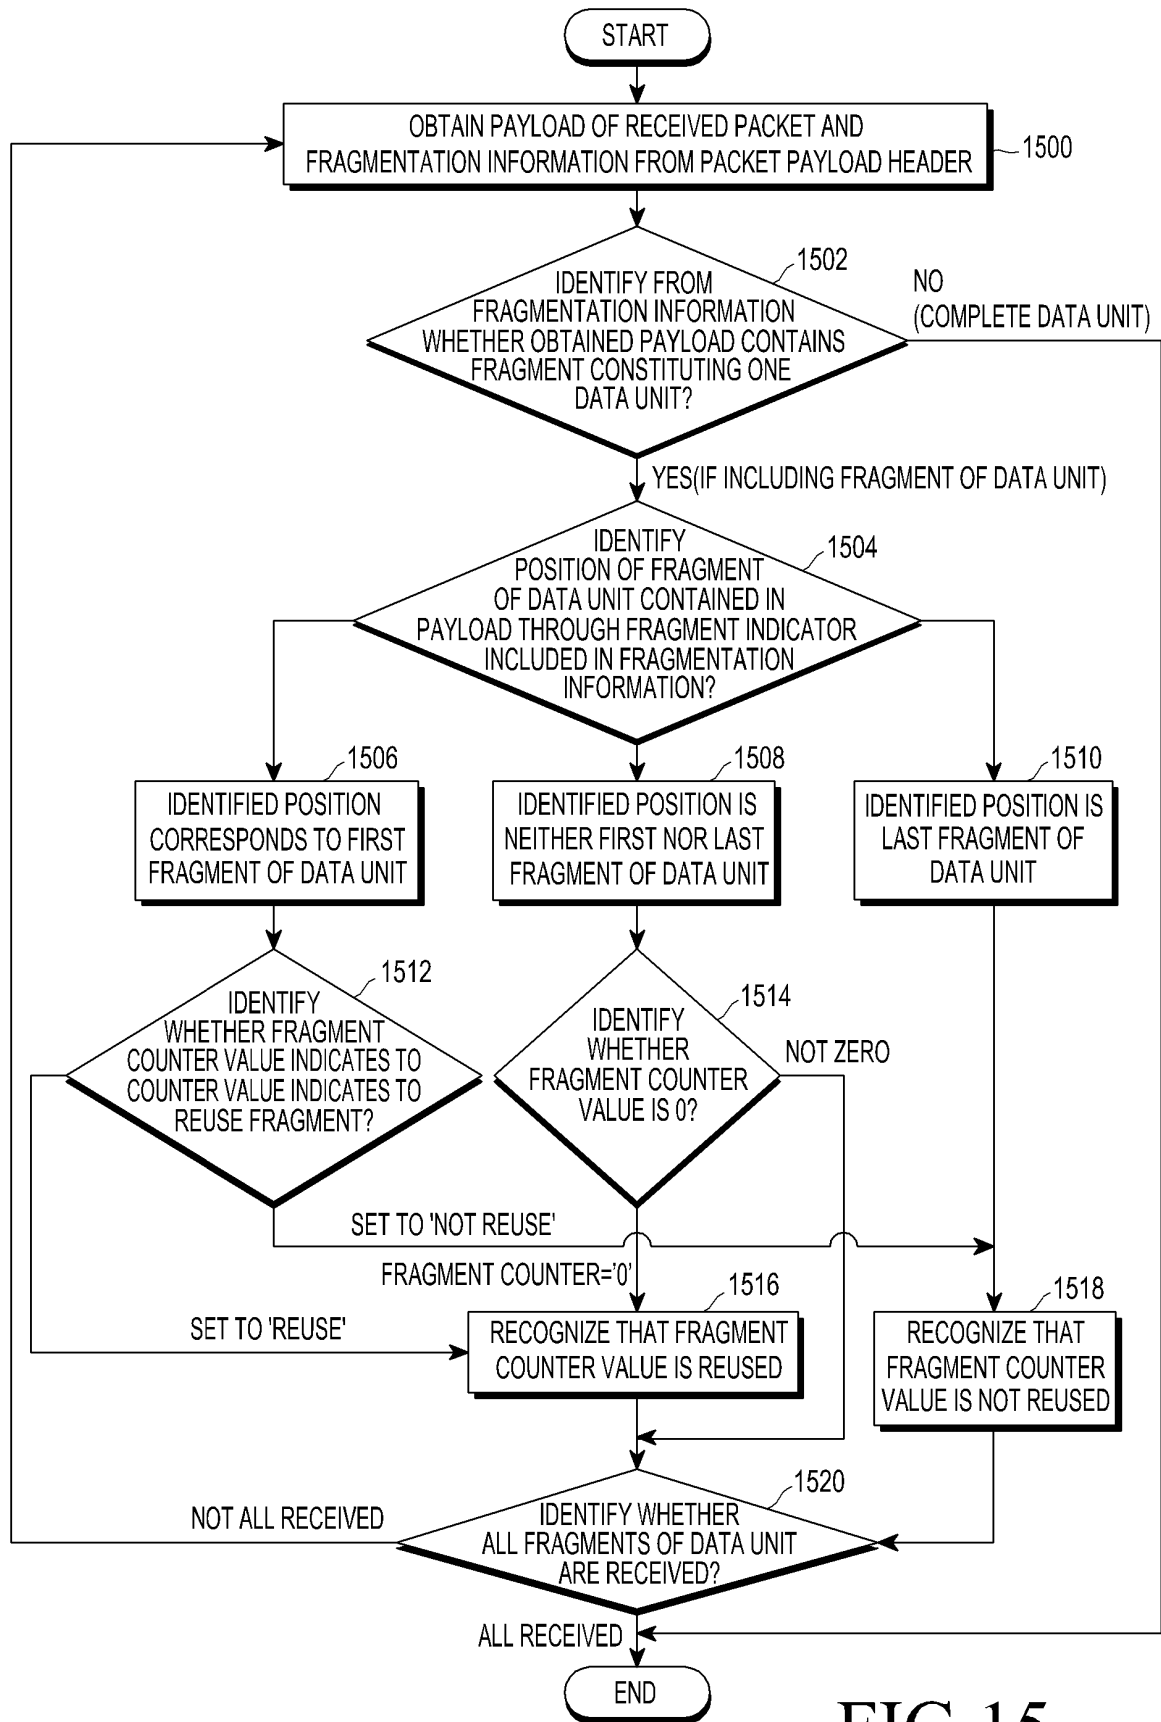 START
OBTAIN PAYLOAD OF RECEIVED PACKET AND
FRAGMENTATION INFORMATION FROM PACKET PAYLOAD HEADER
1500
1502
IDENTIFY FROM
FRAGMENTATION INFORMATION
WHETHER OBTAINED PAYLOAD CONTAINS
FRAGMENT CONSTITUTING ONE
DATA UNIT?
NO
(COMPLETE DATA UNIT)
YES(IF INCLUDING FRAGMENT OF DATA UNIT)
1504
IDENTIFY
POSITION OF FRAGMENT
OF DATA UNIT CONTAINED IN
PAYLOAD THROUGH FRAGMENT INDICATOR
INCLUDED IN FRAGMENTATION
INFORMATION?
1506
IDENTIFIED POSITION
CORRESPONDS TO FIRST
FRAGMENT OF DATA UNIT
1508
IDENTIFIED POSITION IS
NEITHER FIRST NOR LAST
FRAGMENT OF DATA UNIT
1510
IDENTIFIED POSITION IS
LAST FRAGMENT OF
DATA UNIT
1512
IDENTIFY
WHETHER FRAGMENT
COUNTER VALUE INDICATES TO
COUNTER VALUE INDICATES TO
REUSE FRAGMENT?
1514
IDENTIFY
WHETHER
FRAGMENT COUNTER
VALUE IS 0?
NOT ZERO
SET TO 'NOT REUSE'
FRAGMENT COUNTER='0'
SET TO 'REUSE'
1516
RECOGNIZE THAT FRAGMENT
COUNTER VALUE IS REUSED
1518
RECOGNIZE THAT
FRAGMENT COUNTER
VALUE IS NOT REUSED
1520
IDENTIFY WHETHER
ALL FRAGMENTS OF DATA UNIT
ARE RECEIVED?
NOT ALL RECEIVED
ALL RECEIVED
END
FIG.15